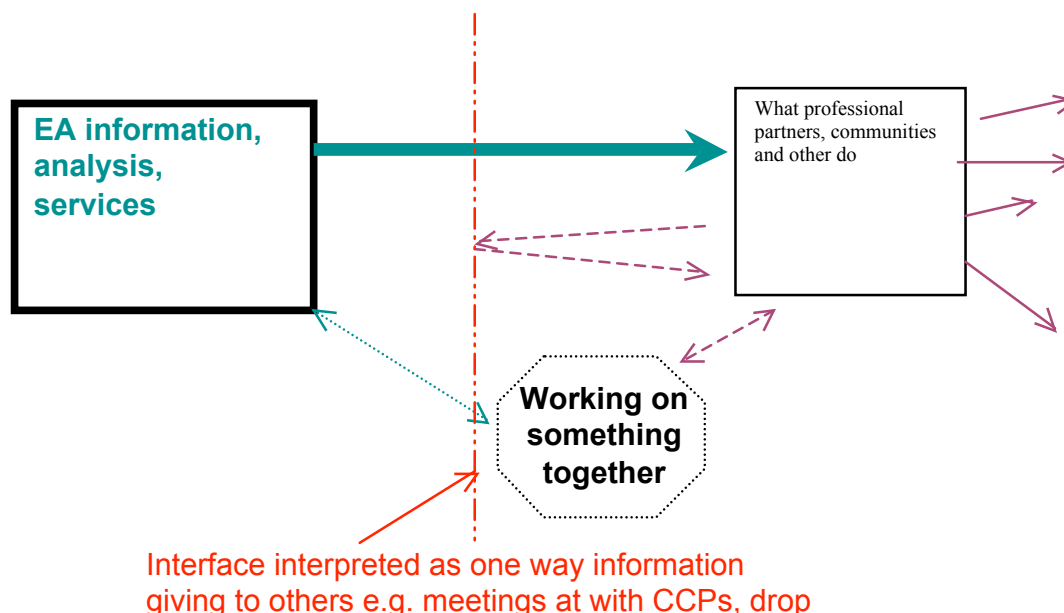 EA information,
analysis,
services
What professional
partners, communities
and other do
Working on
something
together
Interface interpreted as one way information
giving to others e.g. meetings at with CCPs, drop